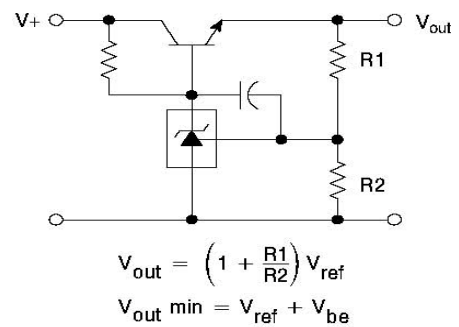 V+
Vout
R1
R2
Vout = (1 + R1/R2) Vref
Vout min = Vref + Vbe